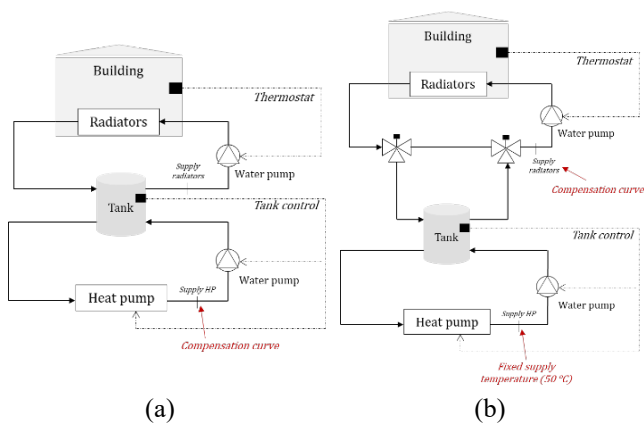 Building
Thermostat
Radiators
Supply
radiators
Water pump
Tank
Tank control
Water pump
Heat pump
Supply HP
Compensation curve
(a)
Building
Thermostat
Radiators
Water pump
Supply
radiators
Compensation curve
Tank
Tank control
Water pump
Heat pump
Supply HP
Fixed supply
temperature (50 °C)
(b)